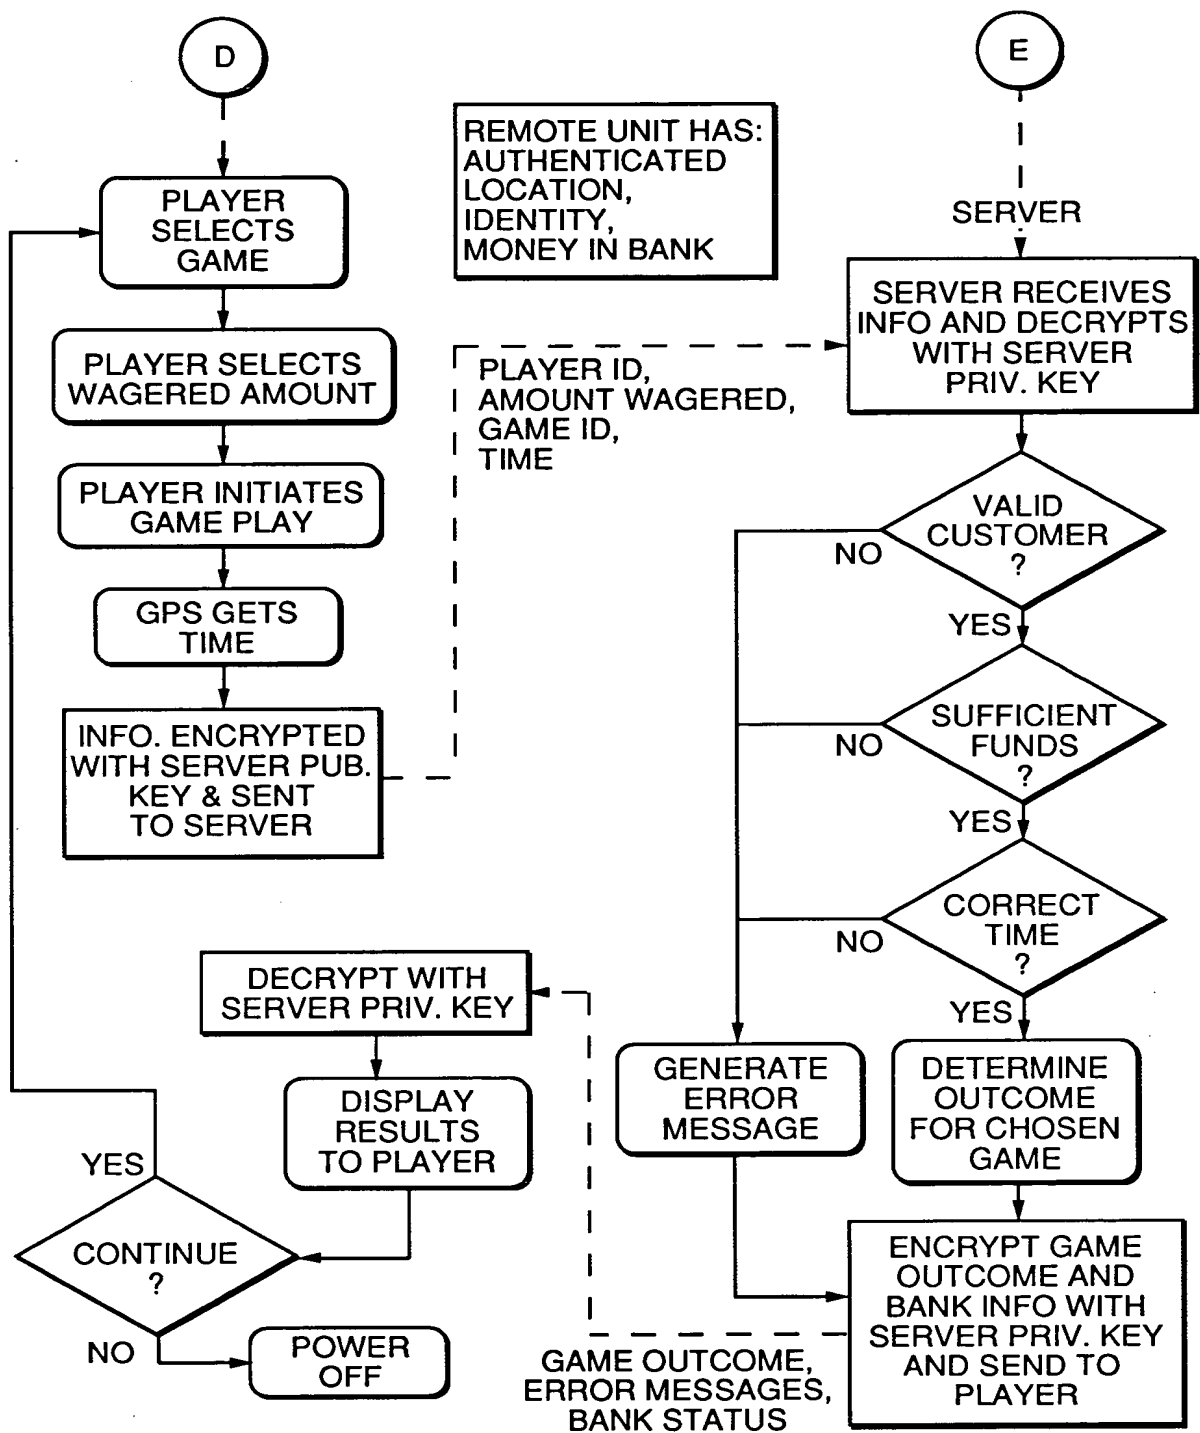 D
E
REMOTE UNIT HAS:
AUTHENTICATED
LOCATION,
IDENTITY,
MONEY IN BANK
PLAYER
SELECTS
GAME
PLAYER SELECTS
WAGERED AMOUNT
PLAYER INITIATES
GAME PLAY
GPS GETS
TIME
INFO. ENCRYPTED
WITH SERVER PUB.
KEY & SENT
TO SERVER
PLAYER ID,
AMOUNT WAGERED,
GAME ID,
TIME
SERVER
SERVER RECEIVES
INFO AND DECRYPTS
WITH SERVER
PRIV. KEY
VALID
CUSTOMER
?
NO
YES
SUFFICIENT
FUNDS
?
NO
YES
CORRECT
TIME
?
NO
YES
GENERATE
ERROR
MESSAGE
DETERMINE
OUTCOME
FOR CHOSEN
GAME
ENCRYPT GAME
OUTCOME AND
BANK INFO WITH
SERVER PRIV. KEY
AND SEND TO
PLAYER
GAME OUTCOME,
ERROR MESSAGES,
BANK STATUS
DECRYPT WITH
SERVER PRIV. KEY
DISPLAY
RESULTS
TO PLAYER
CONTINUE
?
YES
NO
POWER
OFF